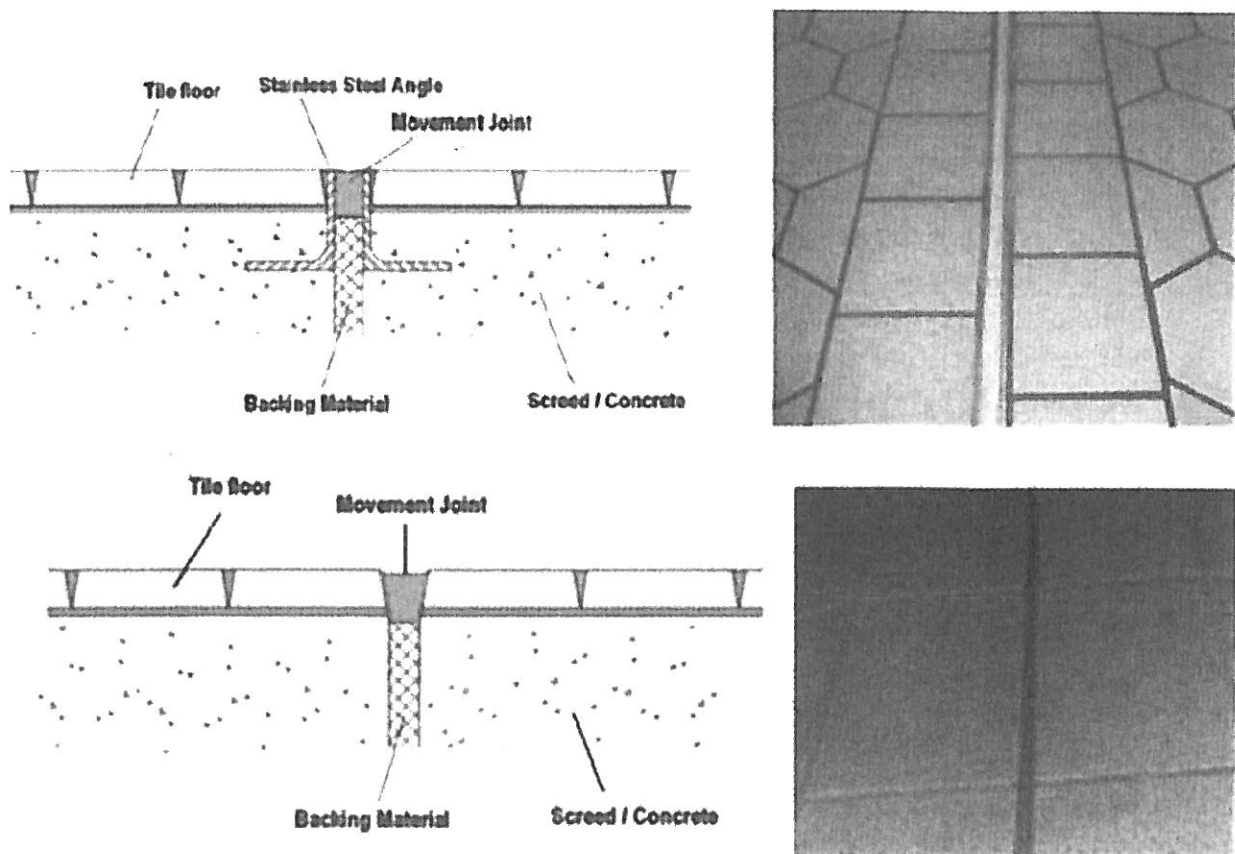 Tile floor
Stainless Steel Angle
Movement Joint
Backing Material
Screed / Concrete
Tile floor
Movement Joint
Backing Material
Screed / Concrete